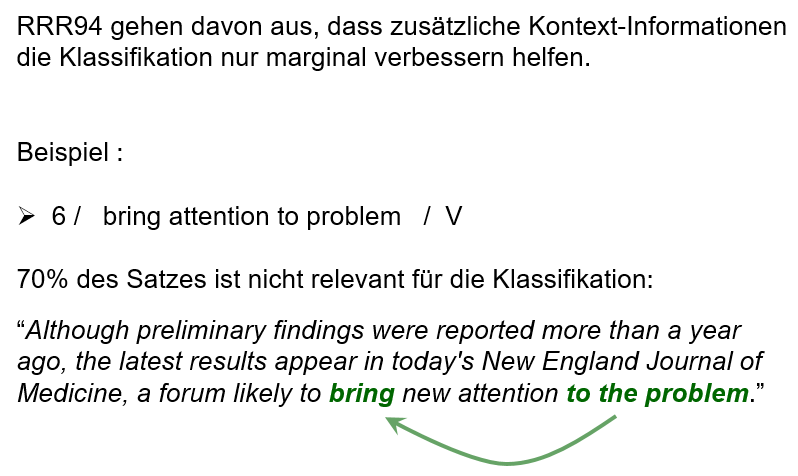 RRR94 gehen davon aus, dass zusätzliche Kontext-Informationen
die Klassifikation nur marginal verbessern helfen.
Beispiel :
➢ 6 / bring attention to problem / V
70% des Satzes ist nicht relevant für die Klassifikation:
“Although preliminary findings were reported more than a year
ago, the latest results appear in today's New England Journal of
Medicine, a forum likely to bring new attention to the problem.”